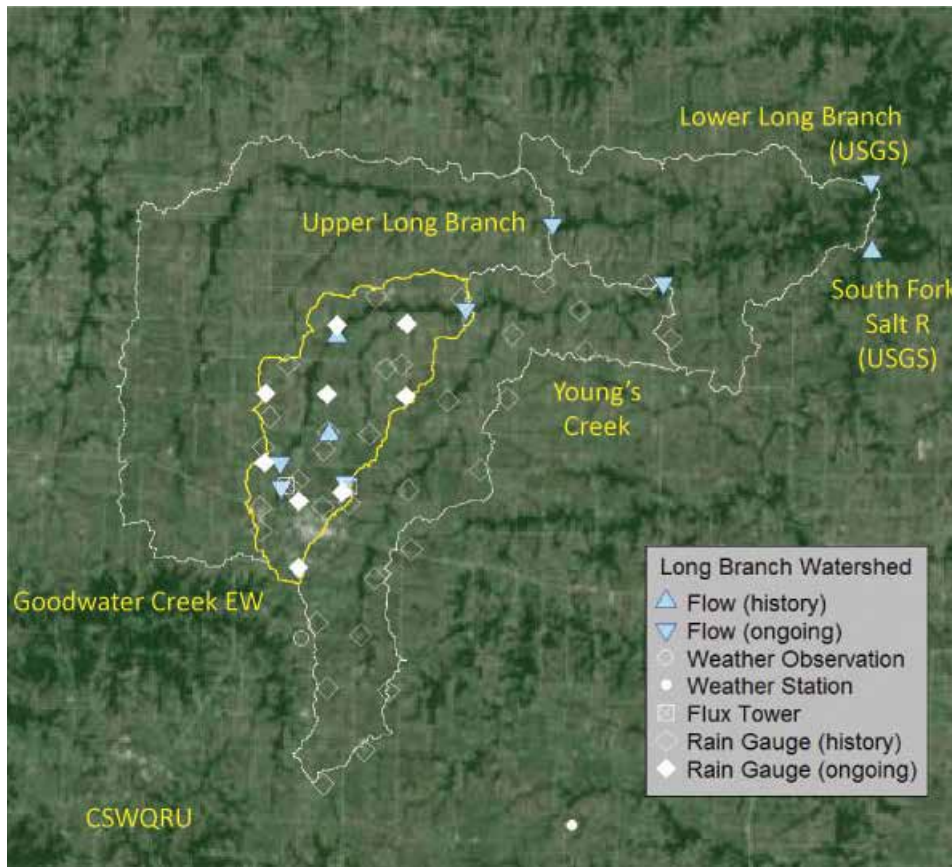 Lower Long Branch
(USGS)
Upper Long Branch
South Fork
Salt R
(USGS)
Young's
Creek
Goodwater Creek EW
CSWQRU
Long Branch Watershed
Flow (history)
Flow (ongoing)
Weather Observation
Weather Station
Flux Tower
Rain Gauge (history)
Rain Gauge (ongoing)